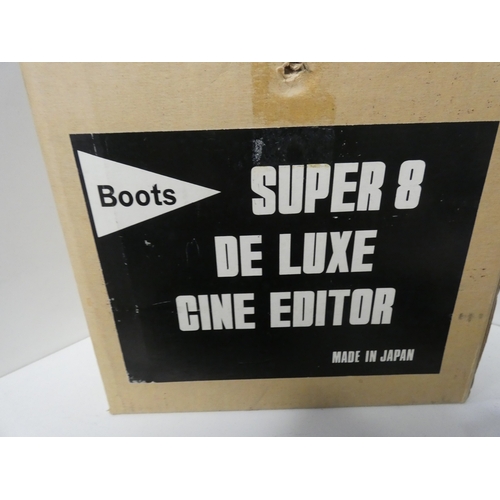 Boots
SUPER 8
DE LUXE
CINE EDITOR
MADE IN JAPAN